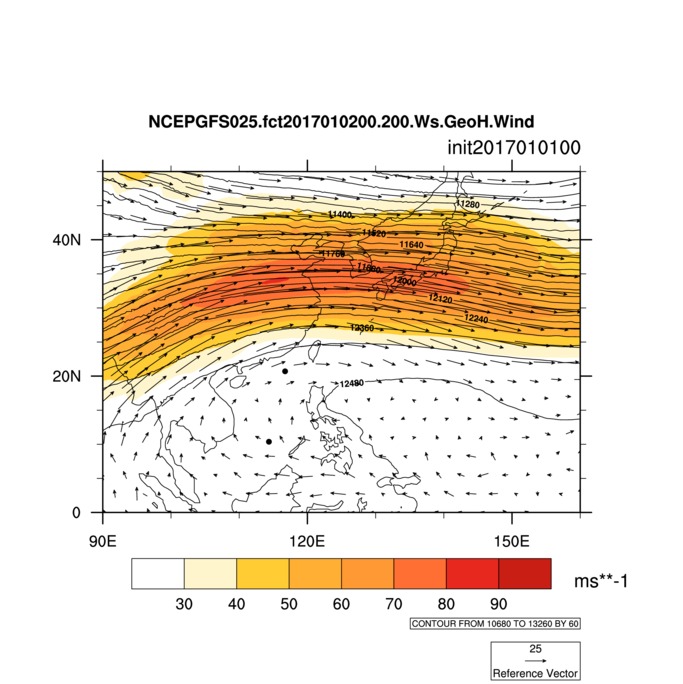 NCEPGFS025.fct2017010200.200.Ws.GeoH.Wind
init2017010100
11280
11400
40N
11520
11640
11760
11880
12000
12120
12240
12360
20N
12480
0
90E 120E 150E
30 40 50 60 70 80 90
ms**-1
CONTOUR FROM 10680 TO 13260 BY 60
25
Reference Vector